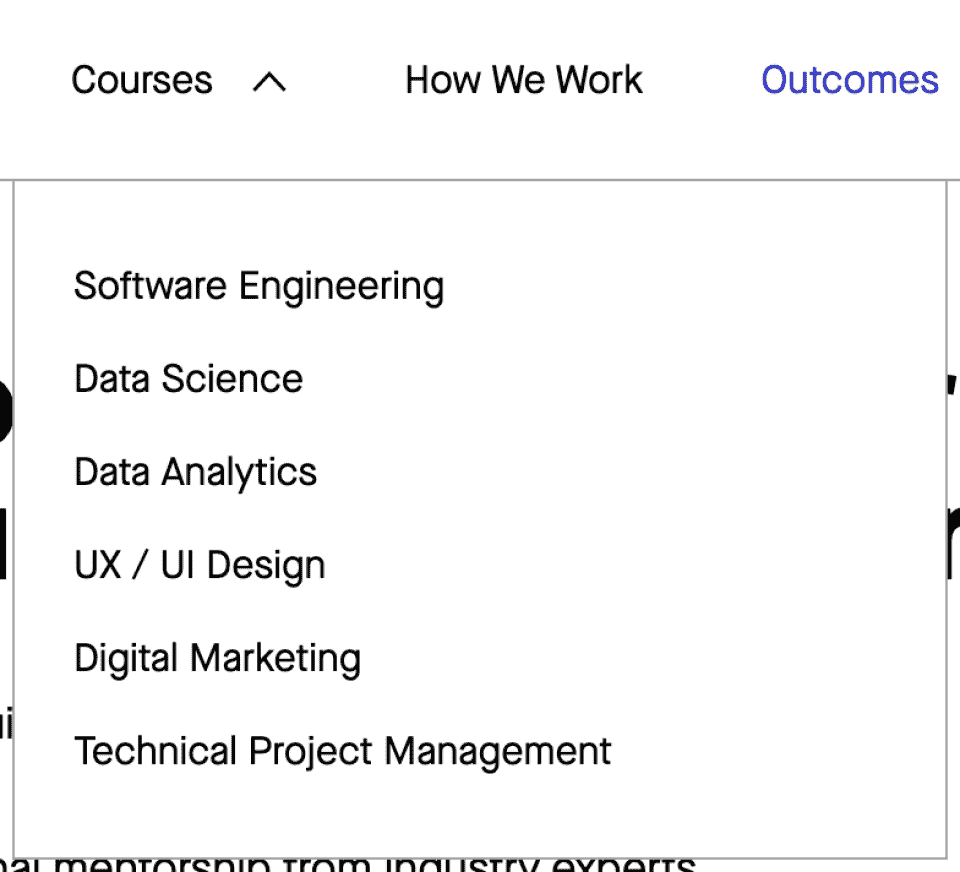 Courses How We Work Outcomes
Software Engineering
Data Science
Data Analytics
UX / UI Design
Digital Marketing
Technical Project Management
mentorship from industry experts